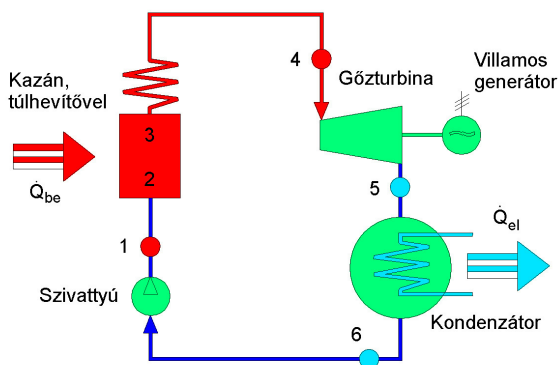 Kazán,
túlhevítővel
Q̇be
3
2
1
Szivattyú
4
Gőzturbina
Villamos
generátor
5
Q̇el
Kondenzátor
6